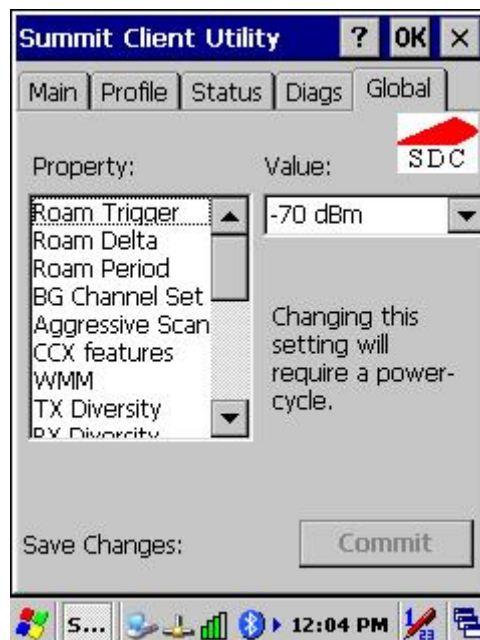 Summit Client Utility ? OK ×
Main Profile Status Diags Global
SDC
Property: Value:
Roam Trigger -70 dBm
Roam Delta
Roam Period
BG Channel Set
Aggressive Scan
CCX features
WMM
TX Diversity
RX Diversity
Changing this
setting will
require a power-
cycle.
Save Changes: Commit
S... 12:04 PM